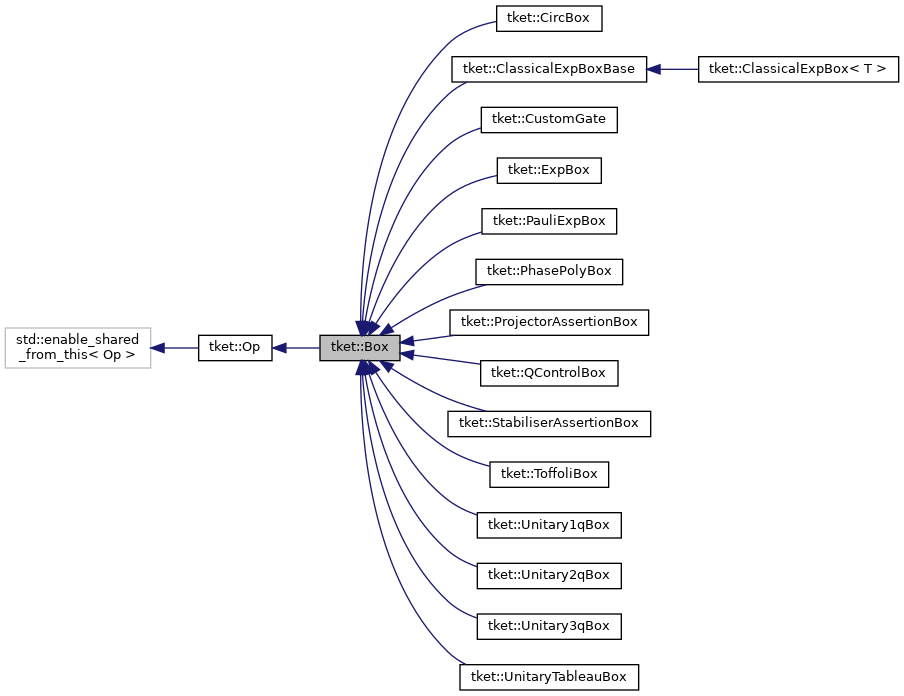 tket::CircBox
tket::ClassicalExpBoxBase
tket::ClassicalExpBox< T >
tket::CustomGate
tket::ExpBox
tket::PauliExpBox
tket::PhasePolyBox
tket::ProjectorAssertionBox
std::enable_shared
_from_this< Op >
tket::Op
tket::Box
tket::QControlBox
tket::StabiliserAssertionBox
tket::ToffoliBox
tket::Unitary1qBox
tket::Unitary2qBox
tket::Unitary3qBox
tket::UnitaryTableauBox